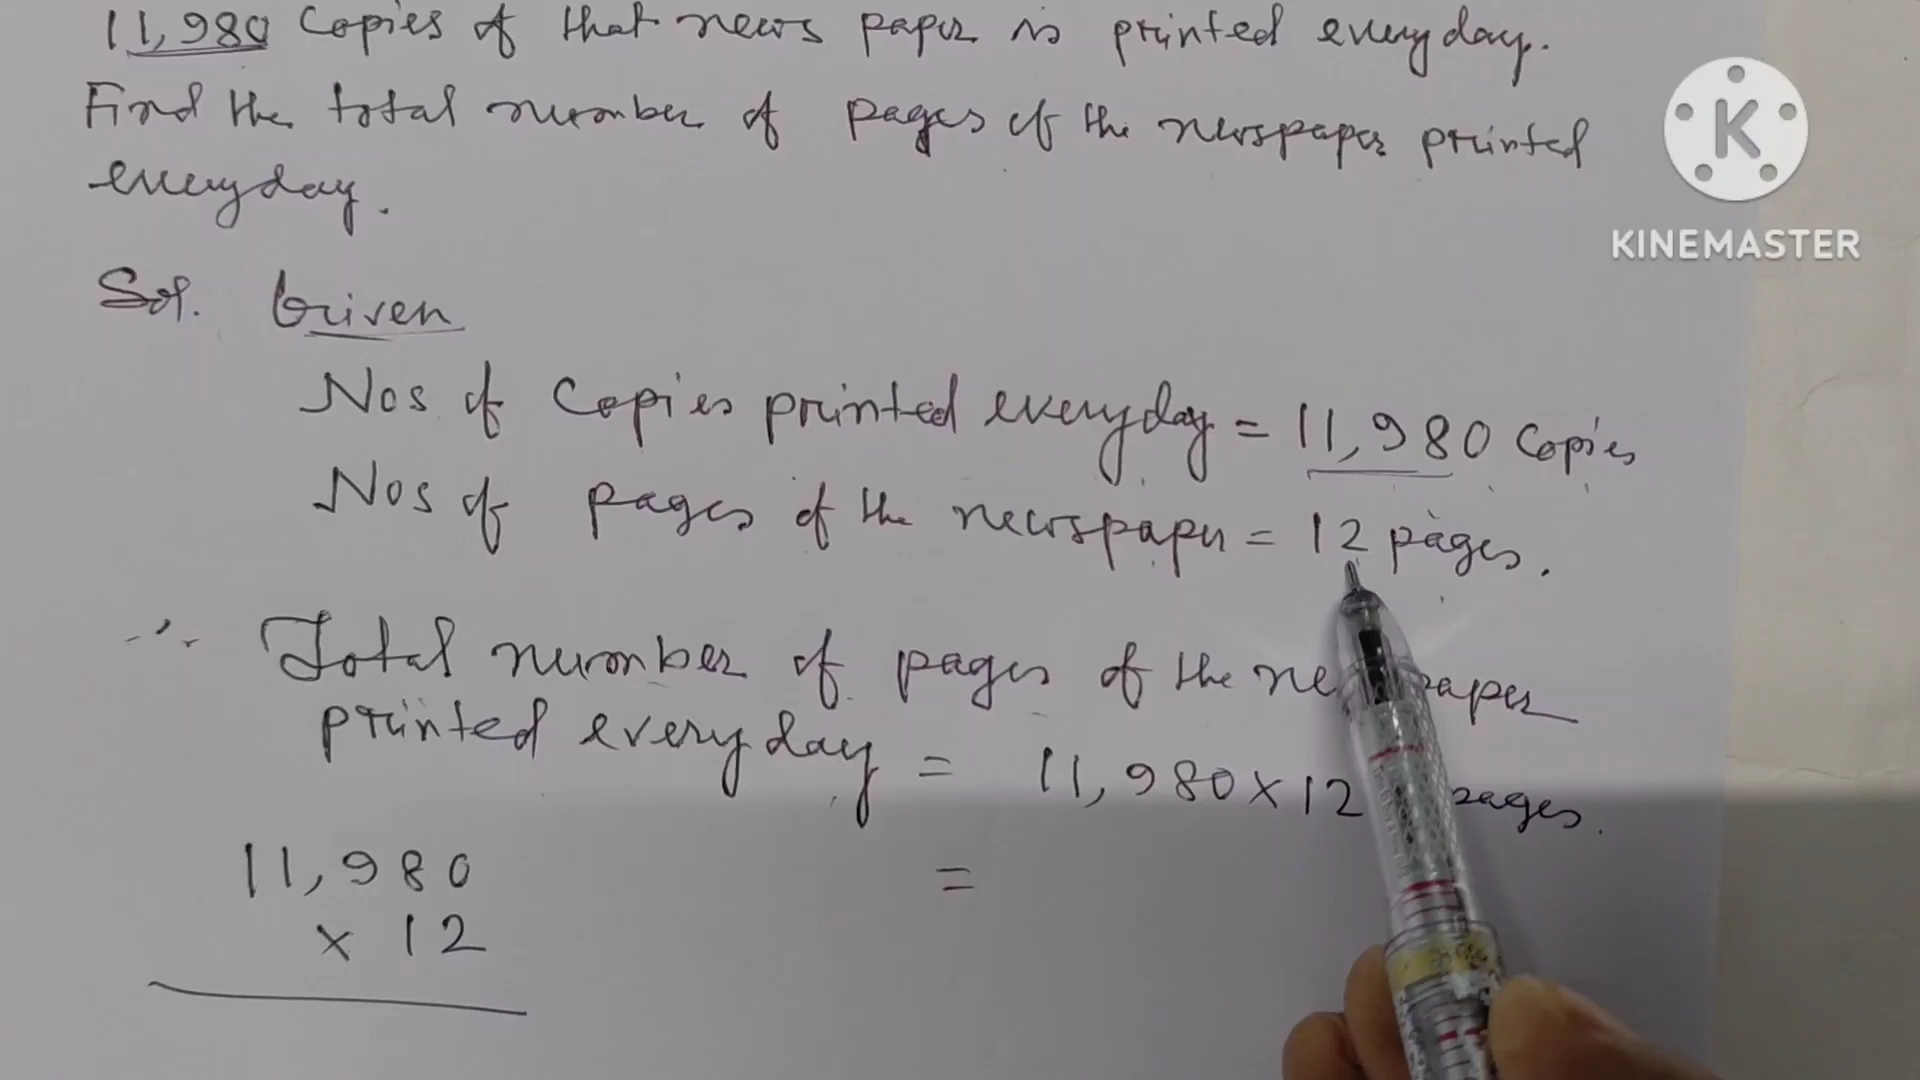 11,980 Copies of that news paper is printed everyday.
Find the total number of pages of the newspaper printed
everyday.
Sol. Given
Nos of Copies printed everyday = 11,980 Copies
Nos of pages of the newspaper = 12 pages.
∴ Total number of pages of the ne paper
printed everyday = 11,980 x 12 pages.
11,980
=
x 12
K
KINEMASTER